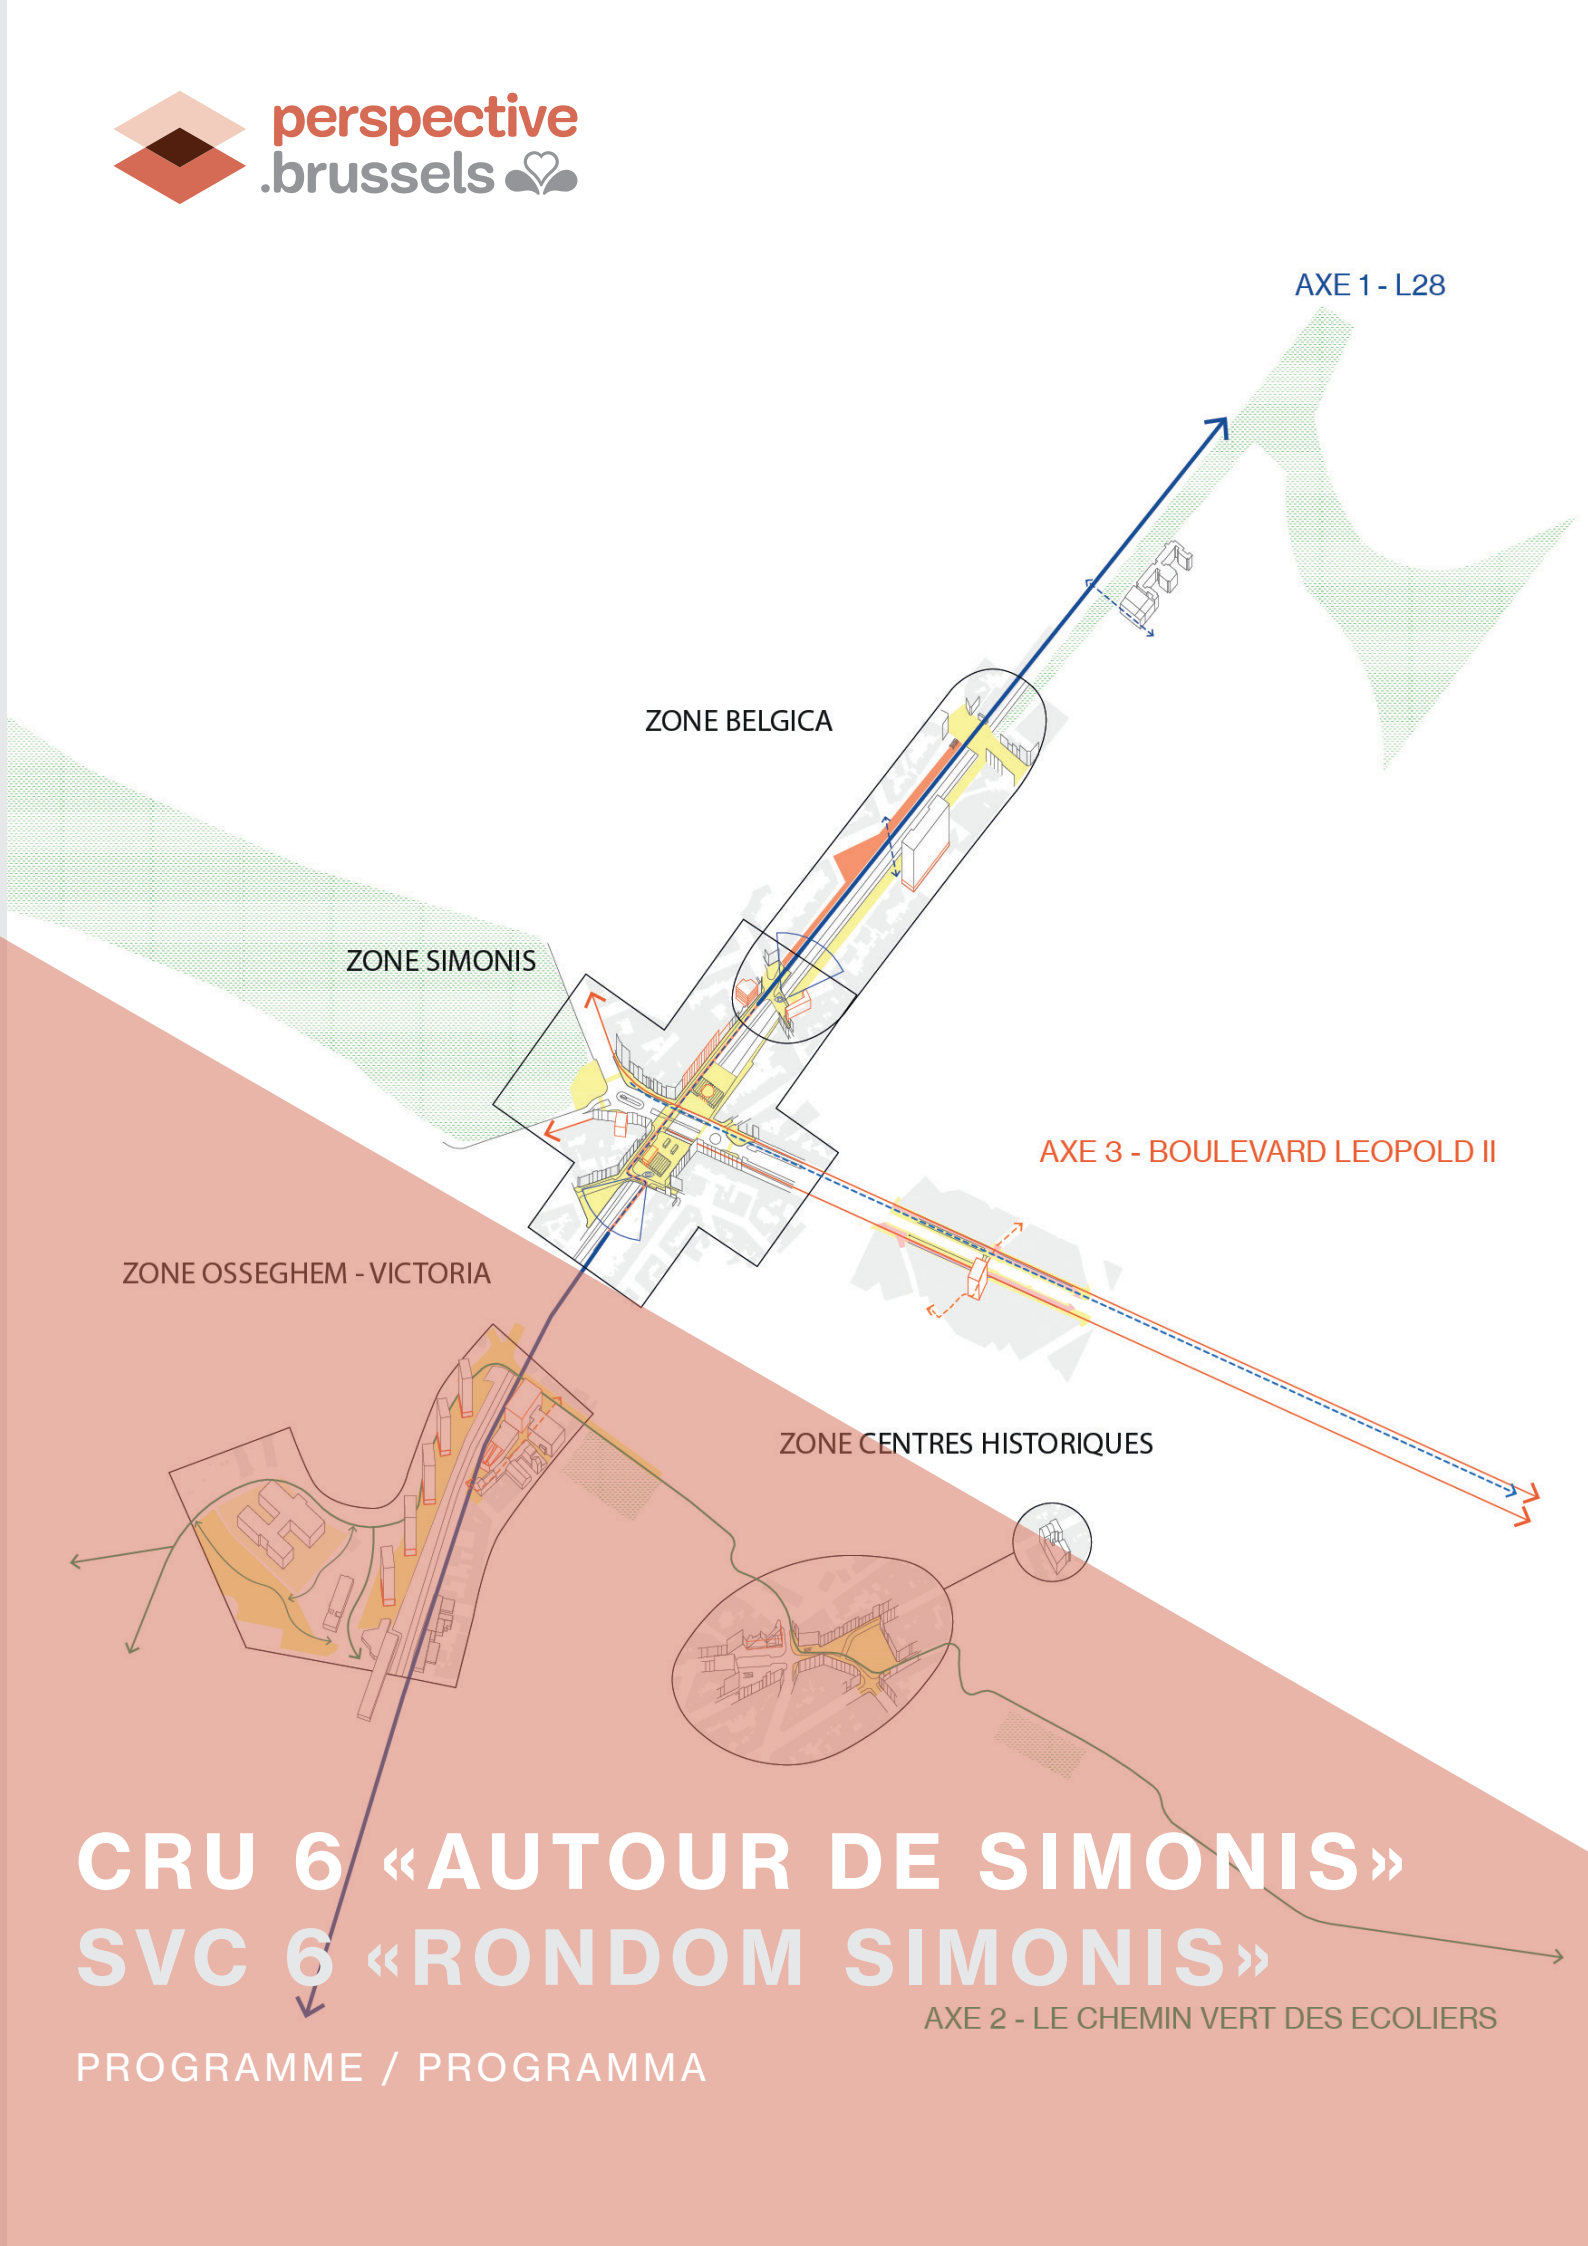 perspective
.brussels
AXE 1 - L28
ZONE BELGICA
ZONE SIMONIS
AXE 3 - BOULEVARD LEOPOLD II
ZONE OSSEGHEM - VICTORIA
ZONE CENTRES HISTORIQUES
CRU 6 «AUTOUR DE SIMONIS»
SVC 6 «RONDOM SIMONIS»
AXE 2 - LE CHEMIN VERT DES ECOLIERS
PROGRAMME / PROGRAMMA